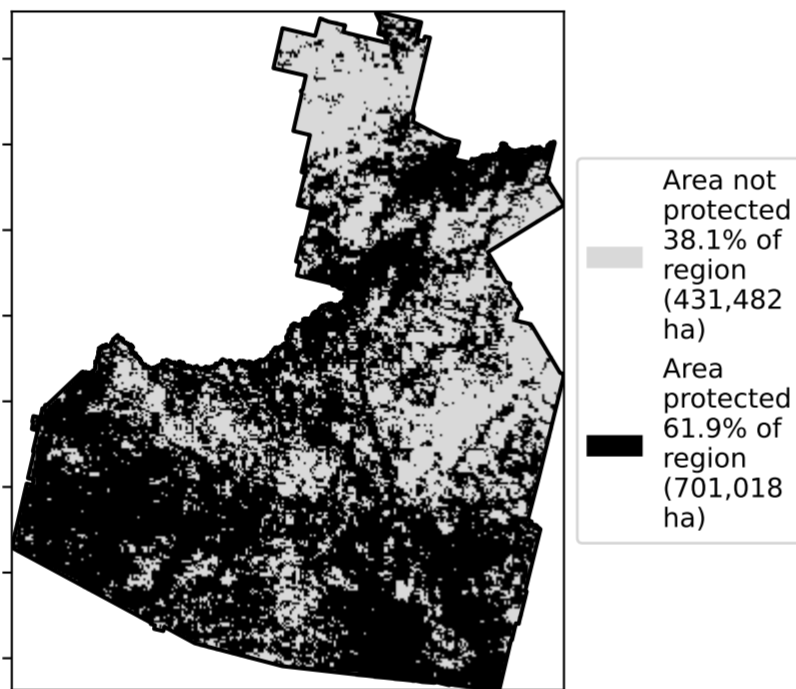 Area not
protected
38.1% of
region
(431,482
ha)
Area
protected
61.9% of
region
(701,018
ha)